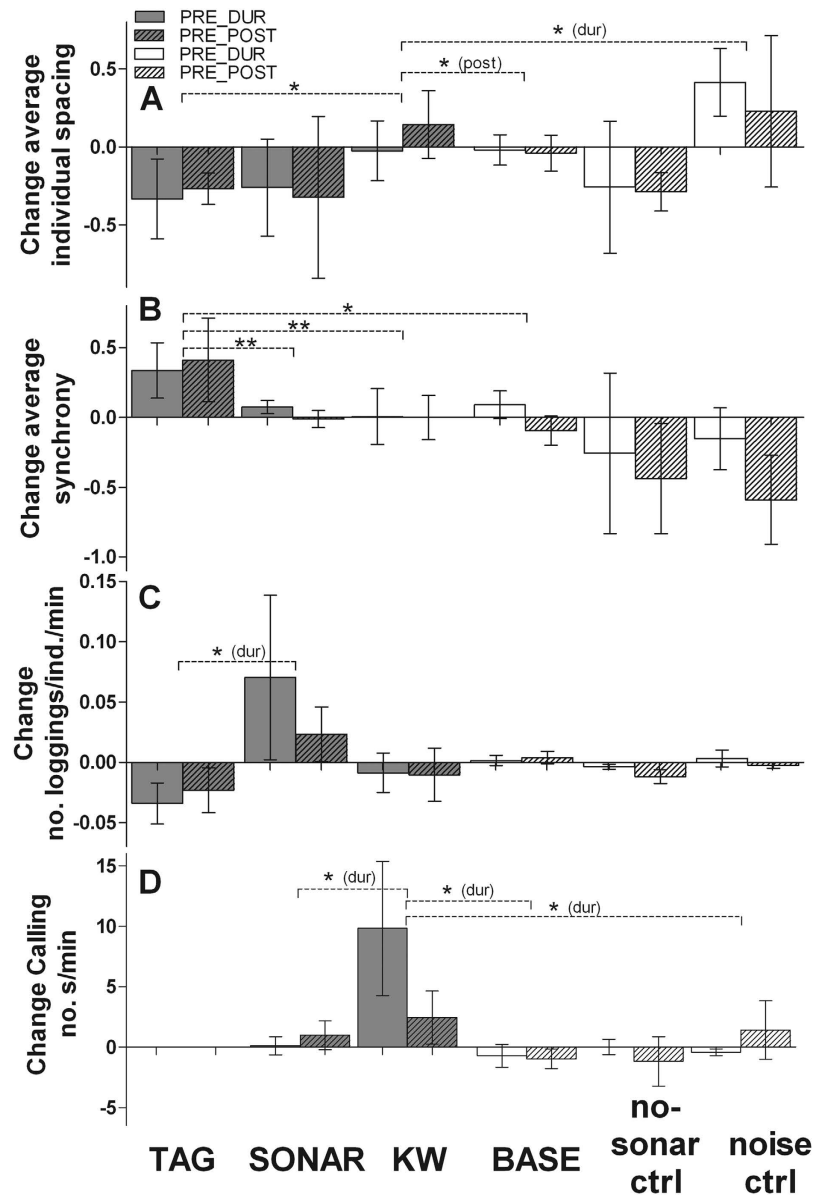 PRE_DUR
PRE_POST
PRE_DUR
PRE_POST
* (dur)
* (post)
*
A
0.5
0.0
-0.5
Change average
individual spacing
B
*
**
**
0.5
0.0
-0.5
-1.0
Change average
synchrony
C
0.15
0.10
0.05
0.00
-0.05
* (dur)
Change
no. loggings/ind./min
D
15
10
5
0
-5
* (dur)
* (dur)
* (dur)
Change Calling
no. s/min
TAG
SONAR
KW
BASE
no-
sonar
ctrl
noise
ctrl